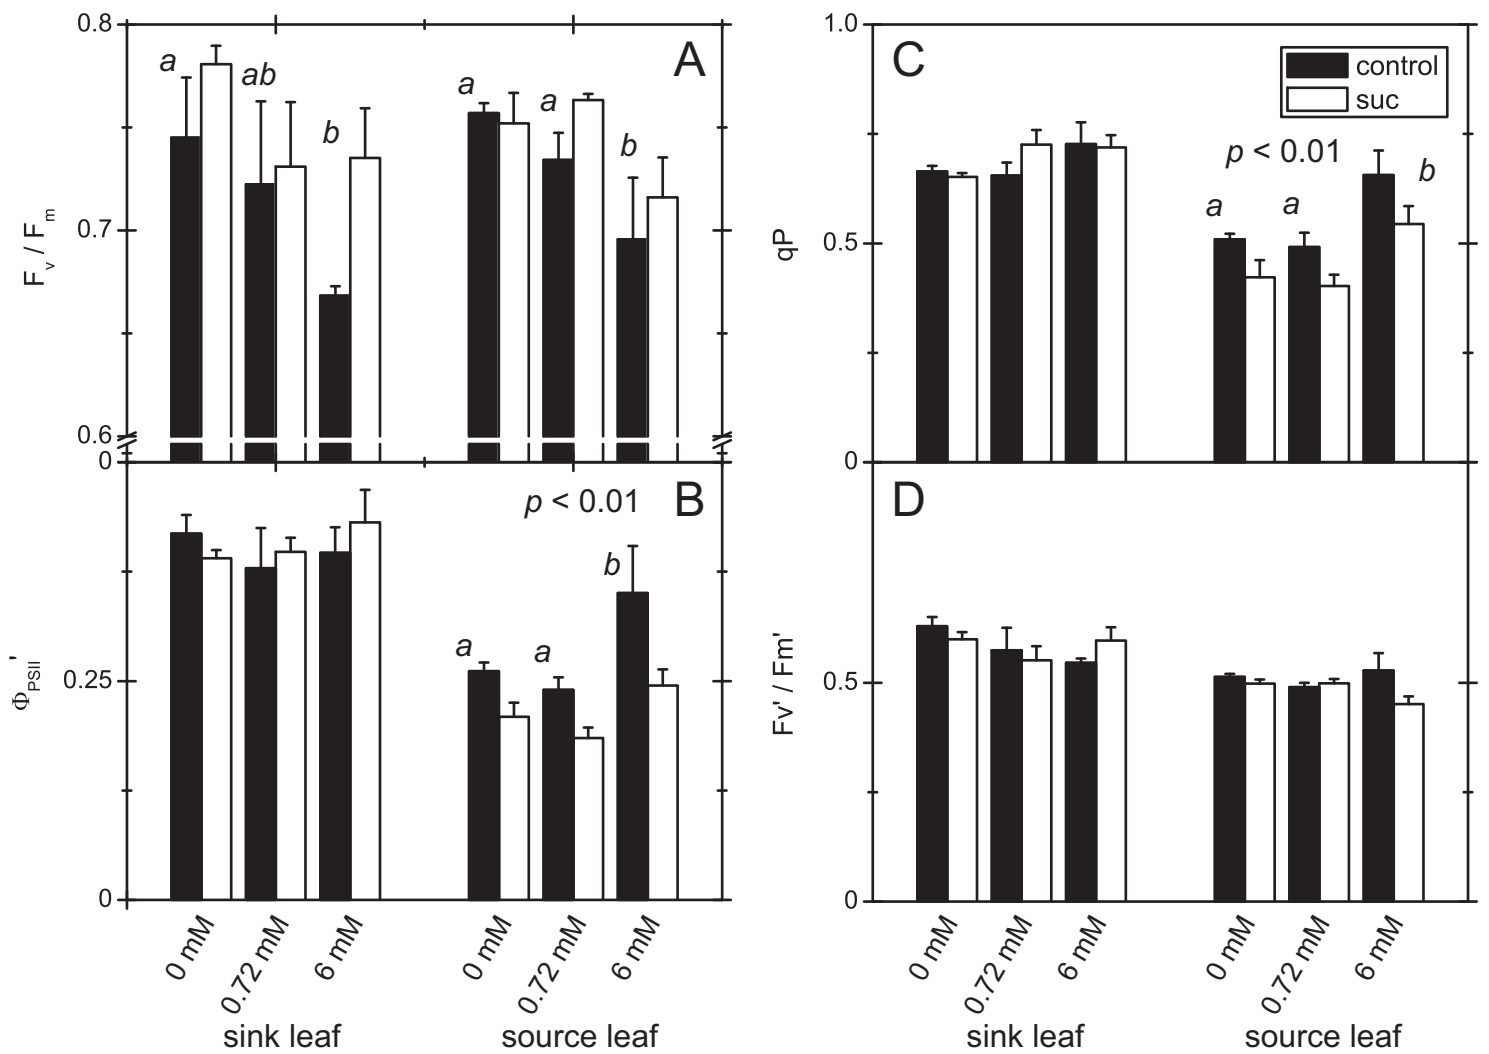 0.8
a
ab
b
a
a
b
A
0.7
0.6
0
F_v / F_m
p < 0.01
B
b
a
a
0.25
0
Φ_PSII'
0 mM
0.72 mM
6 mM
0 mM
0.72 mM
6 mM
sink leaf
source leaf
1.0
C
control
suc
p < 0.01
b
a
a
0.5
0
qP
D
0.5
0
Fv' / Fm'
0 mM
0.72 mM
6 mM
0 mM
0.72 mM
6 mM
sink leaf
source leaf